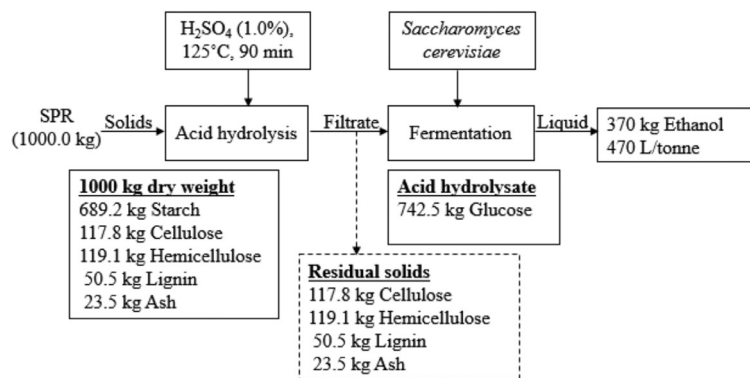 H₂SO₄ (1.0%),
125°C, 90 min
Saccharomyces
cerevisiae
SPR
(1000.0 kg)
Solids
Acid hydrolysis
Filtrate
Fermentation
Liquid
370 kg Ethanol
470 L/tonne
1000 kg dry weight
689.2 kg Starch
117.8 kg Cellulose
119.1 kg Hemicellulose
50.5 kg Lignin
23.5 kg Ash
Acid hydrolysate
742.5 kg Glucose
Residual solids
117.8 kg Cellulose
119.1 kg Hemicellulose
50.5 kg Lignin
23.5 kg Ash